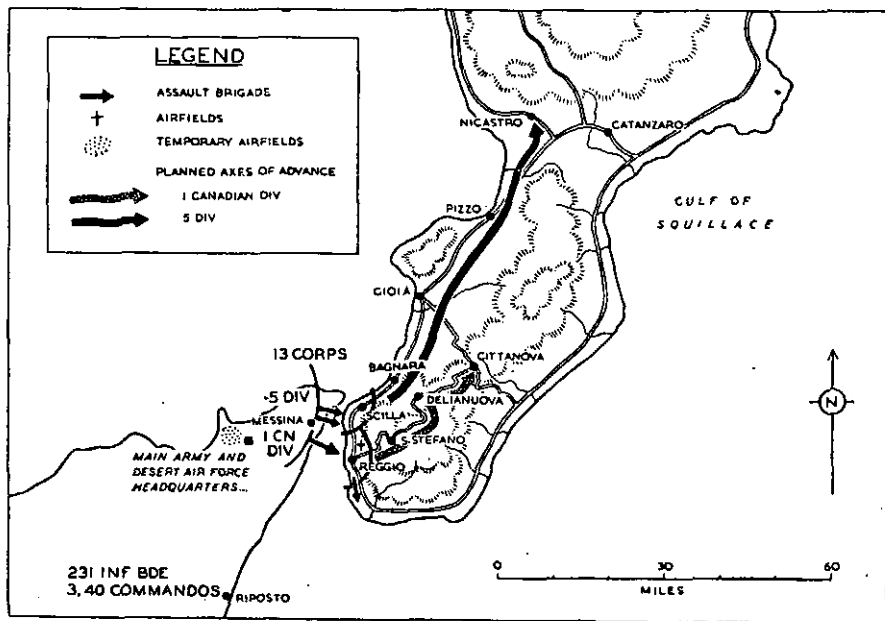 LEGEND
ASSAULT BRIGADE
AIRFIELDS
TEMPORARY AIRFIELDS
PLANNED AXES OF ADVANCE
1 CANADIAN DIV
5 DIV
NICASTRO
CATANZARO
PIZZO
GULF OF
SQUILLACE
GIOIA
13 CORPS
CITTANOVA
BAGNARA
5 DIV
DELIANUOVA
SCILLA
MESSINA
1 CN
DIV
S. STEFANO
REGGIO
MAIN ARMY AND
DESERT AIR FORCE
HEADQUARTERS...
N
231 INF BDE
3, 40 COMMANDOS
RIPOSTO
0 30 60
MILES